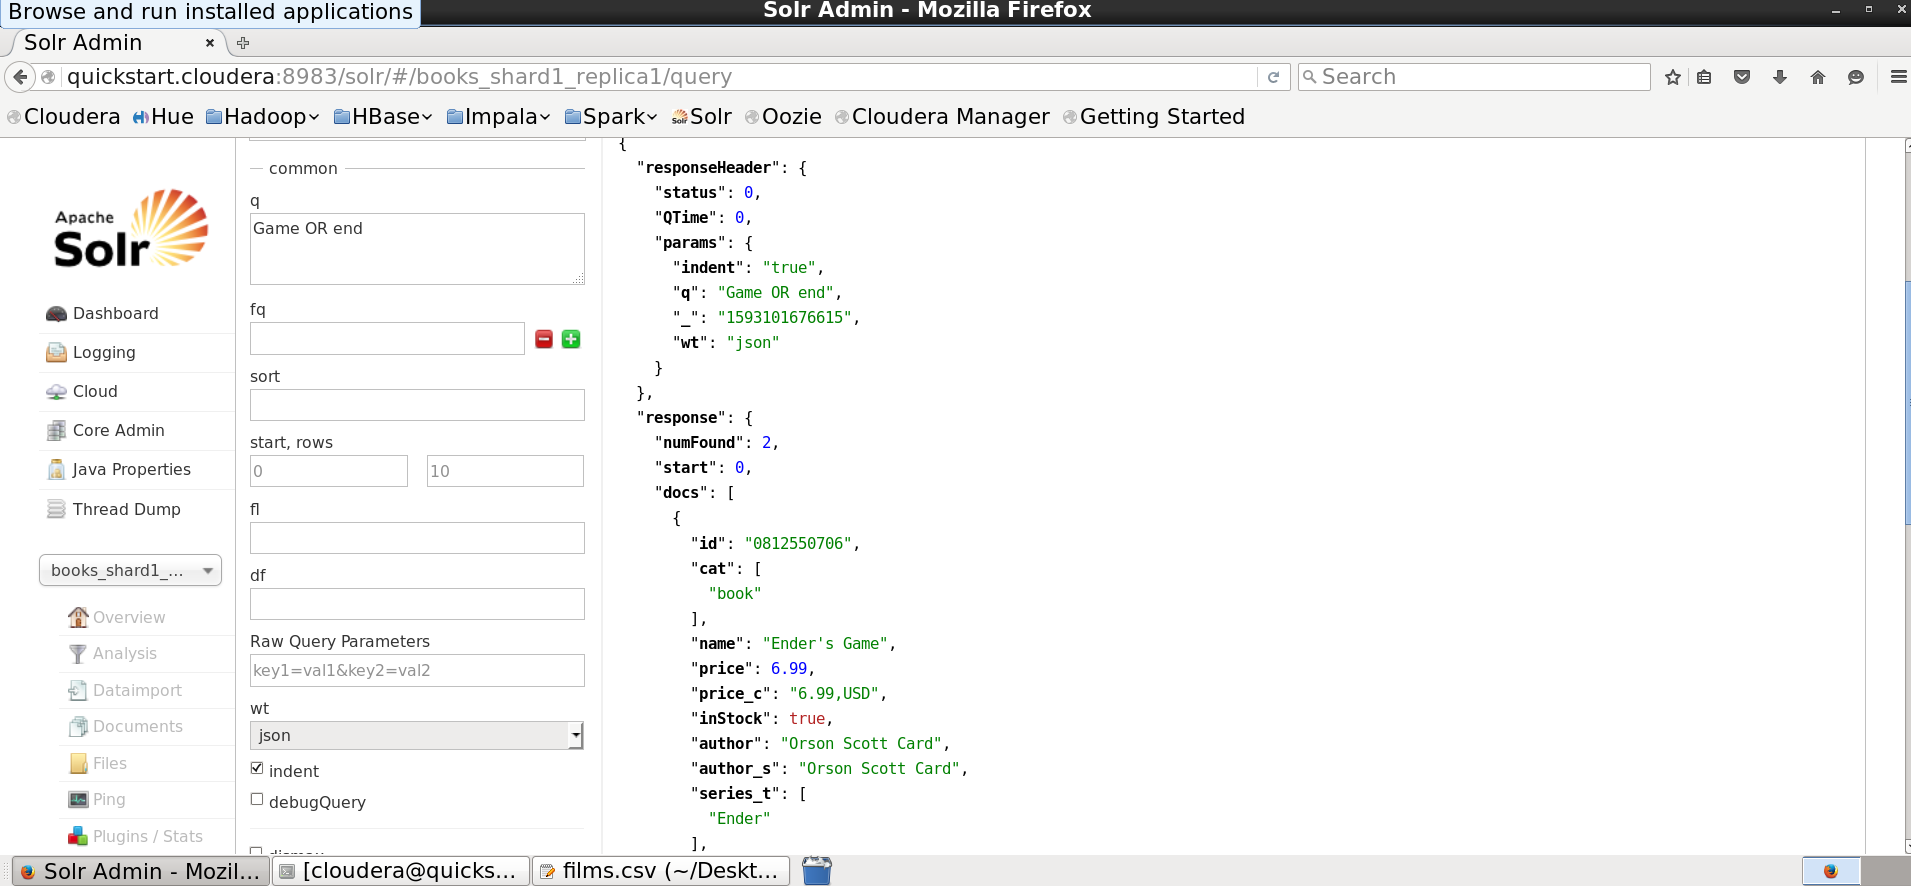 Browse and run installed applications
Solr Admin - Mozilla Firefox
Solr Admin
quickstart.cloudera:8983/solr/#/books_shard1_replica1/query
Search
Cloudera Hue Hadoop HBase Impala Spark Solr Oozie Cloudera Manager Getting Started
Apache
Solr
Dashboard
Logging
Cloud
Core Admin
Java Properties
Thread Dump
books_shard1_...
Overview
Analysis
Dataimport
Documents
Files
Ping
Plugins / Stats
common
q
Game OR end
fq
sort
start, rows
0 10
fl
df
Raw Query Parameters
key1=val1&key2=val2
wt
json
indent
debugQuery
{
"responseHeader": {
"status": 0,
"QTime": 0,
"params": {
"indent": "true",
"q": "Game OR end",
"_": "1593101676615",
"wt": "json"
}
},
"response": {
"numFound": 2,
"start": 0,
"docs": [
{
"id": "0812550706",
"cat": [
"book"
],
"name": "Ender's Game",
"price": 6.99,
"price_c": "6.99,USD",
"inStock": true,
"author": "Orson Scott Card",
"author_s": "Orson Scott Card",
"series_t": [
"Ender"
],
Solr Admin - Mozil... [cloudera@quicks... films.csv (~/Deskt...